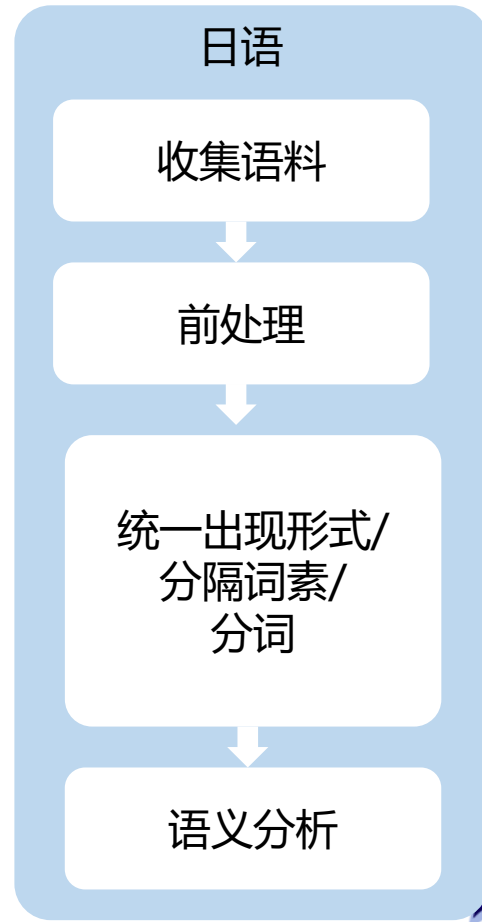 日语
收集语料
前处理
统一出现形式/
分隔词素/
分词
语义分析